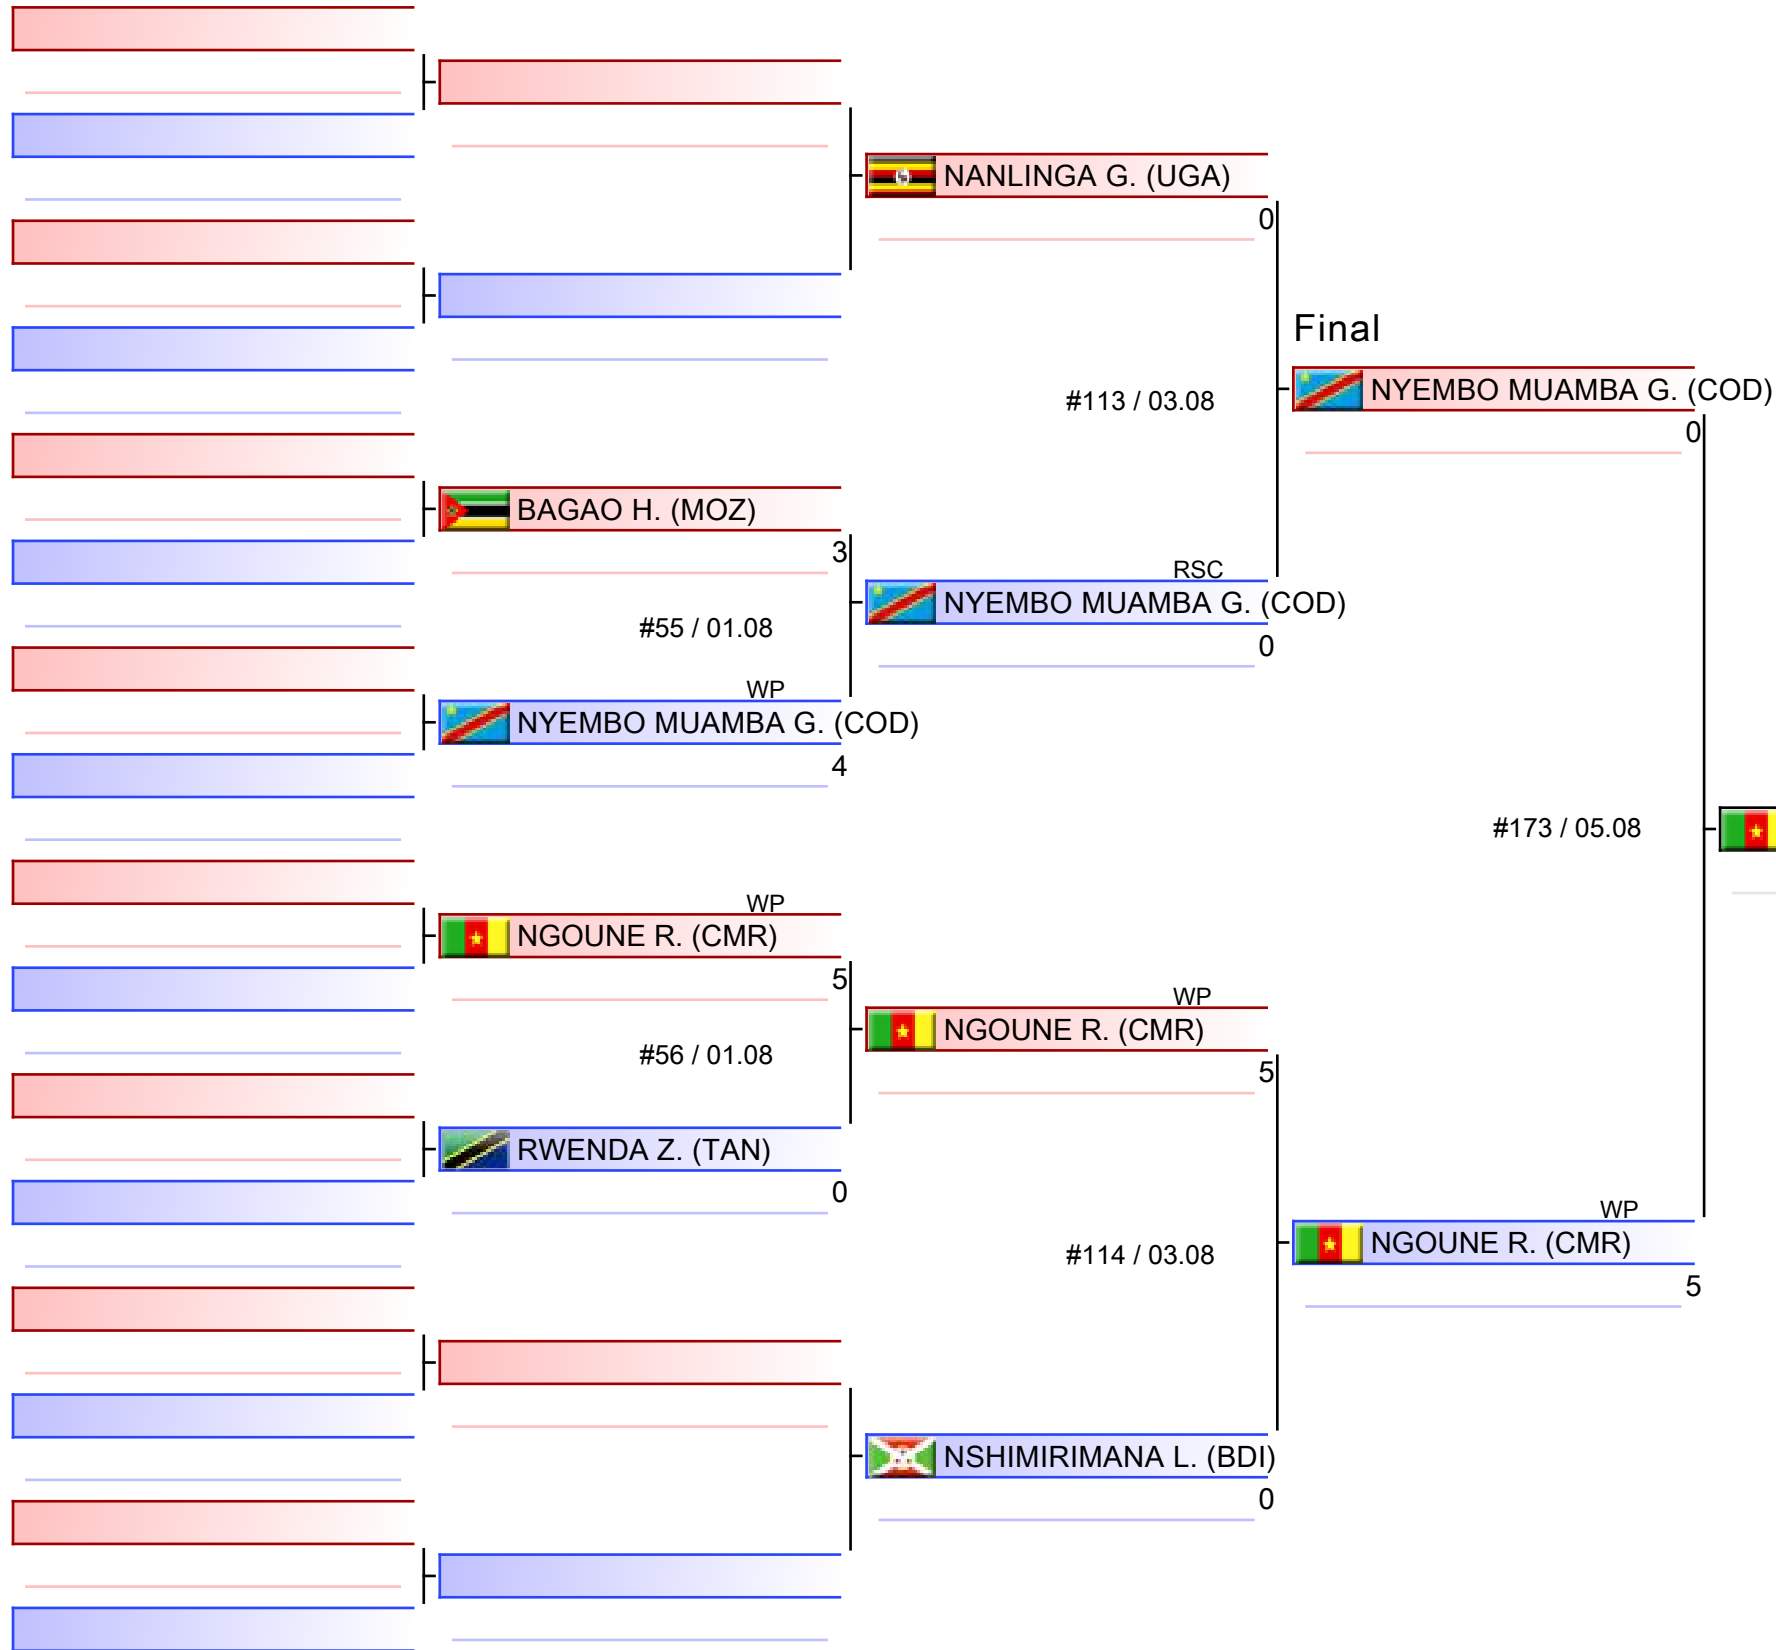 NANLINGA G. (UGA)
0
Final
#113 / 03.08
NYEMBO MUAMBA G. (COD)
0
BAGAO H. (MOZ)
3
RSC
NYEMBO MUAMBA G. (COD)
0
#55 / 01.08
WP
NYEMBO MUAMBA G. (COD)
4
#173 / 05.08
WP
NGOUNE R. (CMR)
5
WP
NGOUNE R. (CMR)
5
#56 / 01.08
RWENDA Z. (TAN)
0
WP
NGOUNE R. (CMR)
5
#114 / 03.08
NSHIMIRIMANA L. (BDI)
0